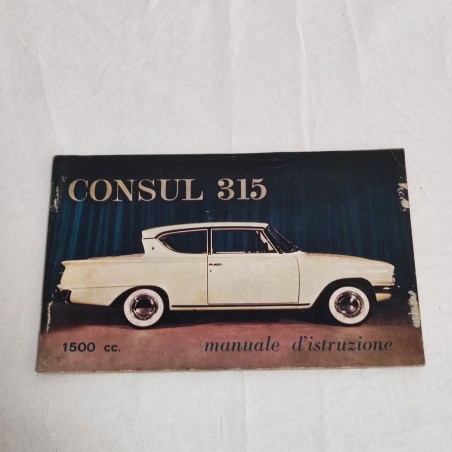 CONSUL 315
1500 cc.
manuale d'istruzione